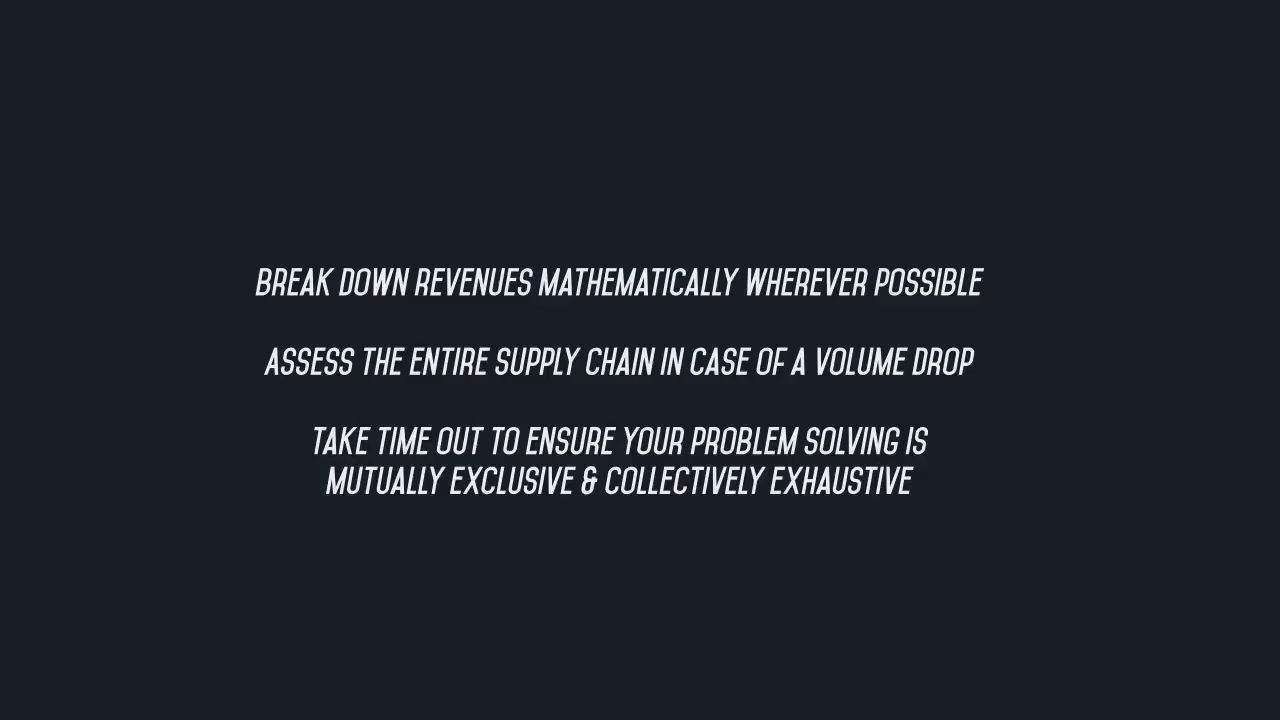 BREAK DOWN REVENUES MATHEMATICALLY WHEREVER POSSIBLE
ASSESS THE ENTIRE SUPPLY CHAIN IN CASE OF A VOLUME DROP
TAKE TIME OUT TO ENSURE YOUR PROBLEM SOLVING IS
MUTUALLY EXCLUSIVE & COLLECTIVELY EXHAUSTIVE